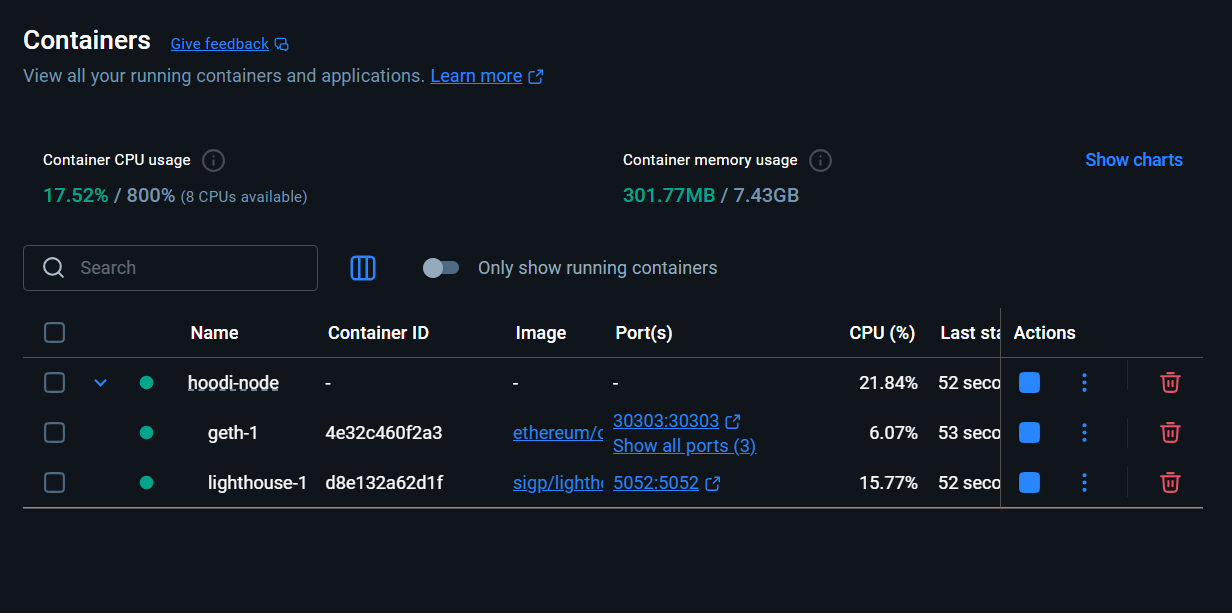 Containers Give feedback
View all your running containers and applications. Learn more
Container CPU usage
17.52% / 800% (8 CPUs available)
Container memory usage
301.77MB / 7.43GB
Show charts
Search
Only show running containers
Name Container ID Image Port(s) CPU (%) Last sta Actions
hoodi-node - - - 21.84% 52 seco
geth-1 4e32c460f2a3 ethereum/c 30303:30303 6.07% 53 seco
Show all ports (3)
lighthouse-1 d8e132a62d1f sigp/lighth 5052:5052 15.77% 52 seco